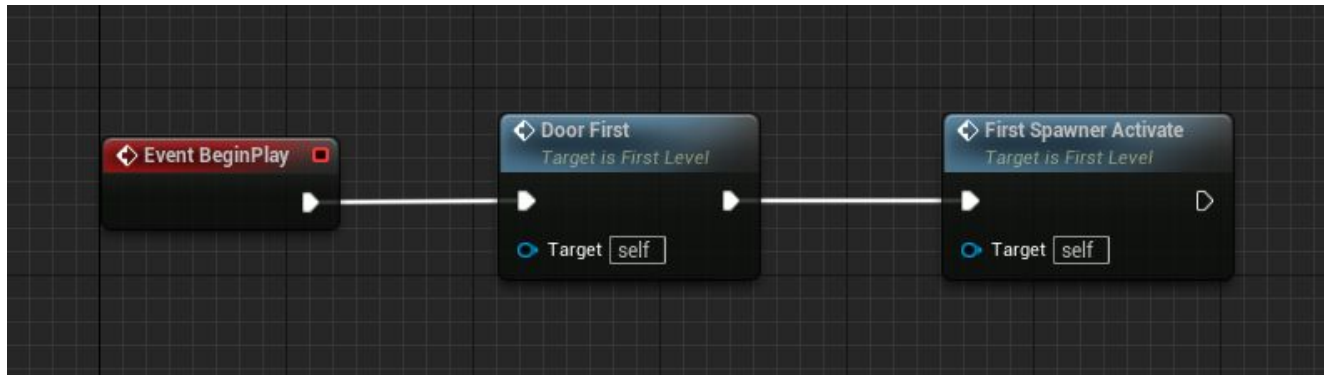 Event BeginPlay
Door First
Target is First Level
Target self
First Spawner Activate
Target is First Level
Target self